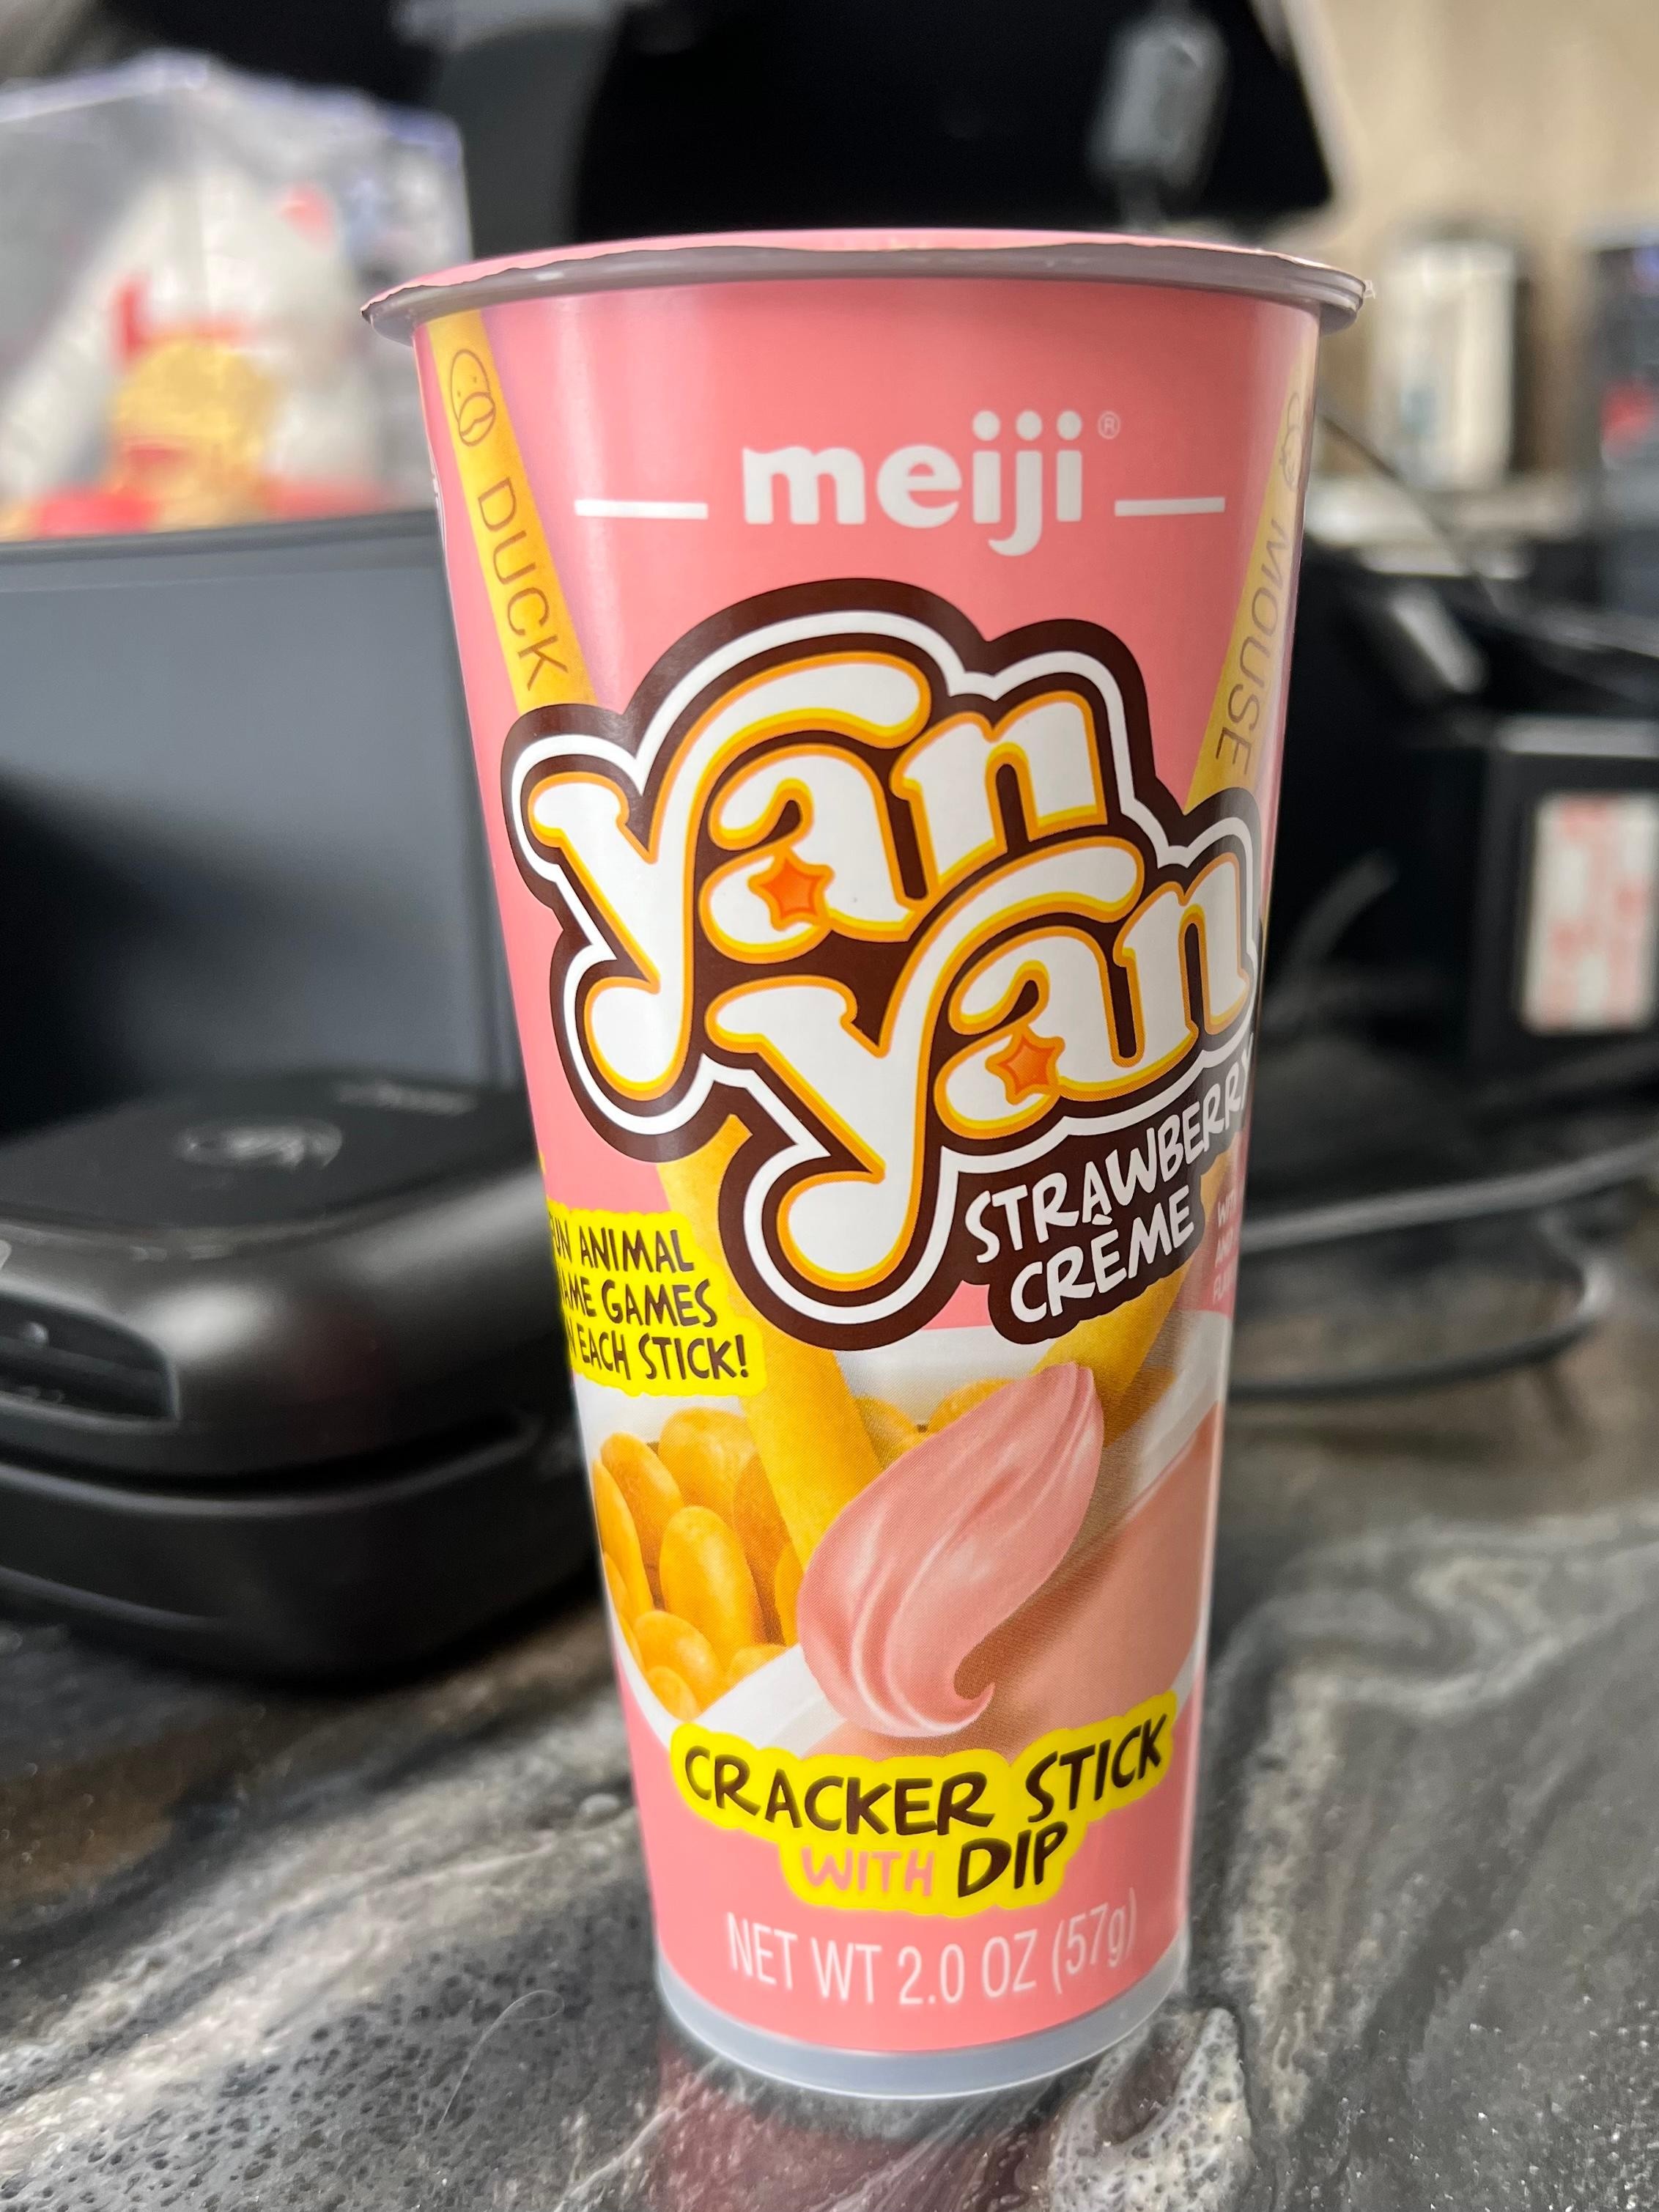 meiji®
DUCK
MOUSE
Yan
Yan
STRAWBERRY
CRÈME
ANIMAL
GAMES
EACH STICK!
CRACKER STICK
WITH DIP
NET WT 2.0 OZ (57g)